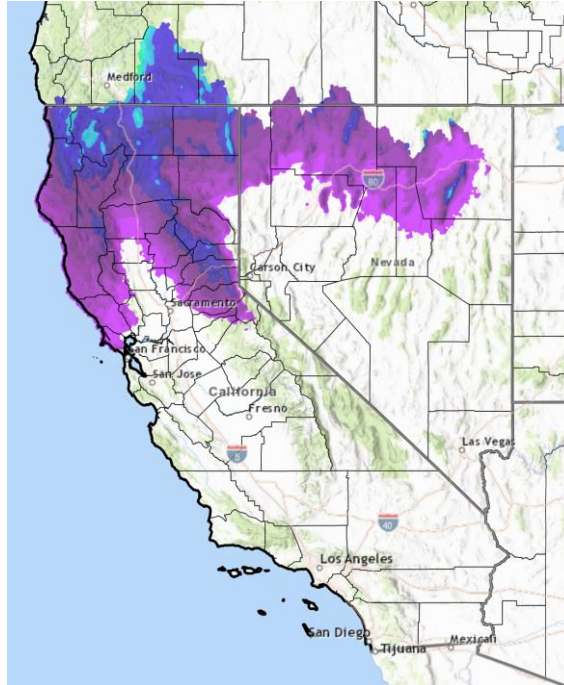 Medford
80
Carson City
Nevada
Sacramento
San Francisco
San Jose
California
Fresno
5
Las Vegas
40
Los Angeles
San Diego
Tijuana
Mexicali